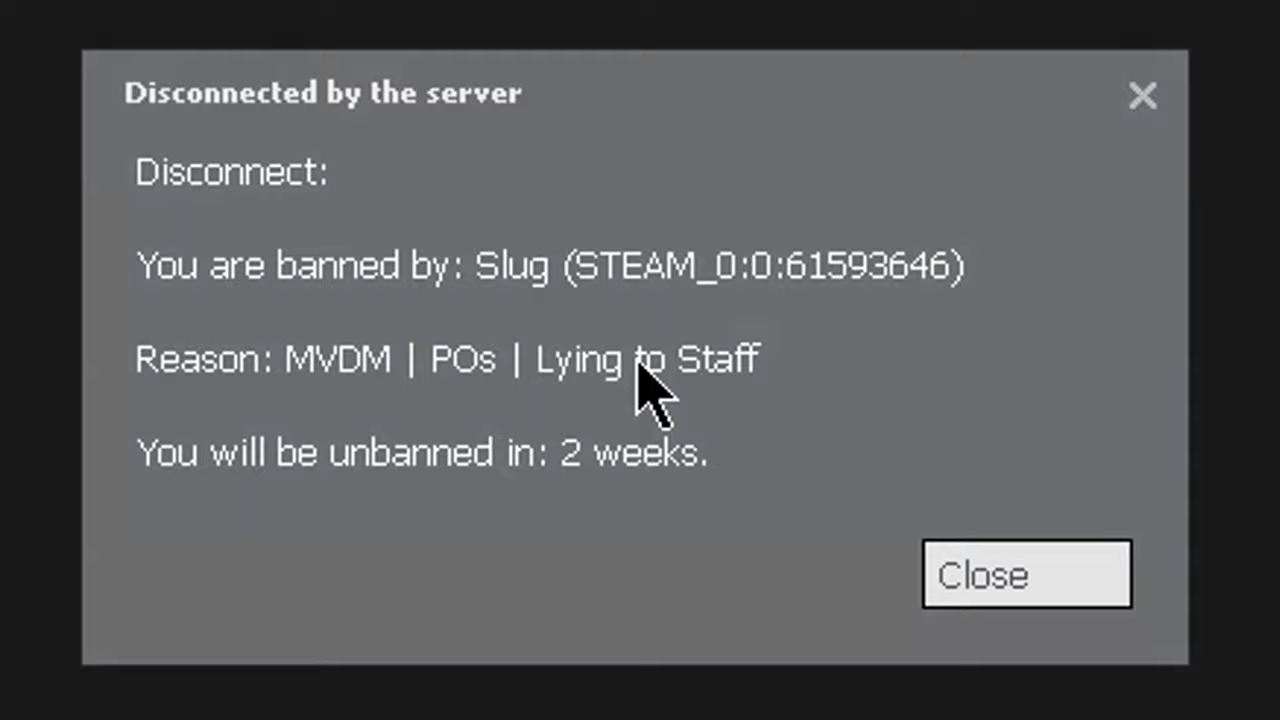 Disconnected by the server
Disconnect:
You are banned by: Slug (STEAM_0:0:61593646)
Reason: MVDM | POs | Lying to Staff
You will be unbanned in: 2 weeks.
Close